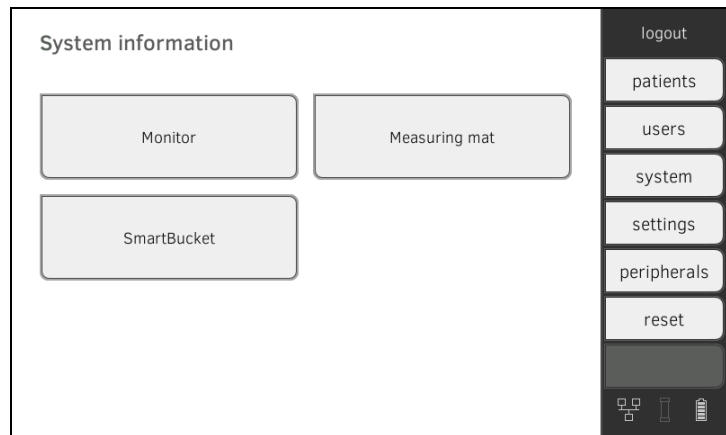 System information
Monitor
Measuring mat
SmartBucket
logout
patients
users
system
settings
peripherals
reset